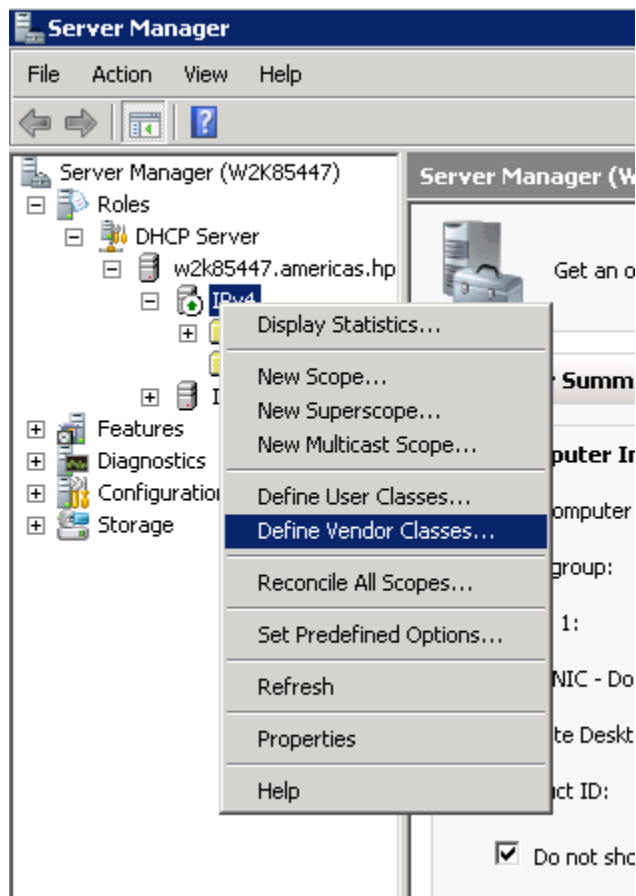 Server Manager
File Action View Help
Server Manager (W2K85447)
Roles
DHCP Server
w2k85447.americas.hp
IPv4
Features
Diagnostics
Configuration
Storage
Display Statistics...
New Scope...
New Superscope...
New Multicast Scope...
Define User Classes...
Define Vendor Classes...
Reconcile All Scopes...
Set Predefined Options...
Refresh
Properties
Help
Server Manager (W
Get an o
Summ
puter In
omputer
group:
1:
NIC - Do
te Deskt
ct ID:
Do not sho